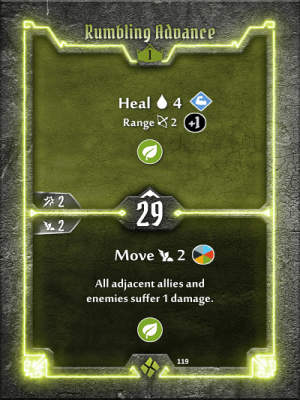 Rumbling Advance
1
Heal 4
Range 2 +1
2
29
2
Move 2
All adjacent allies and
enemies suffer 1 damage.
119